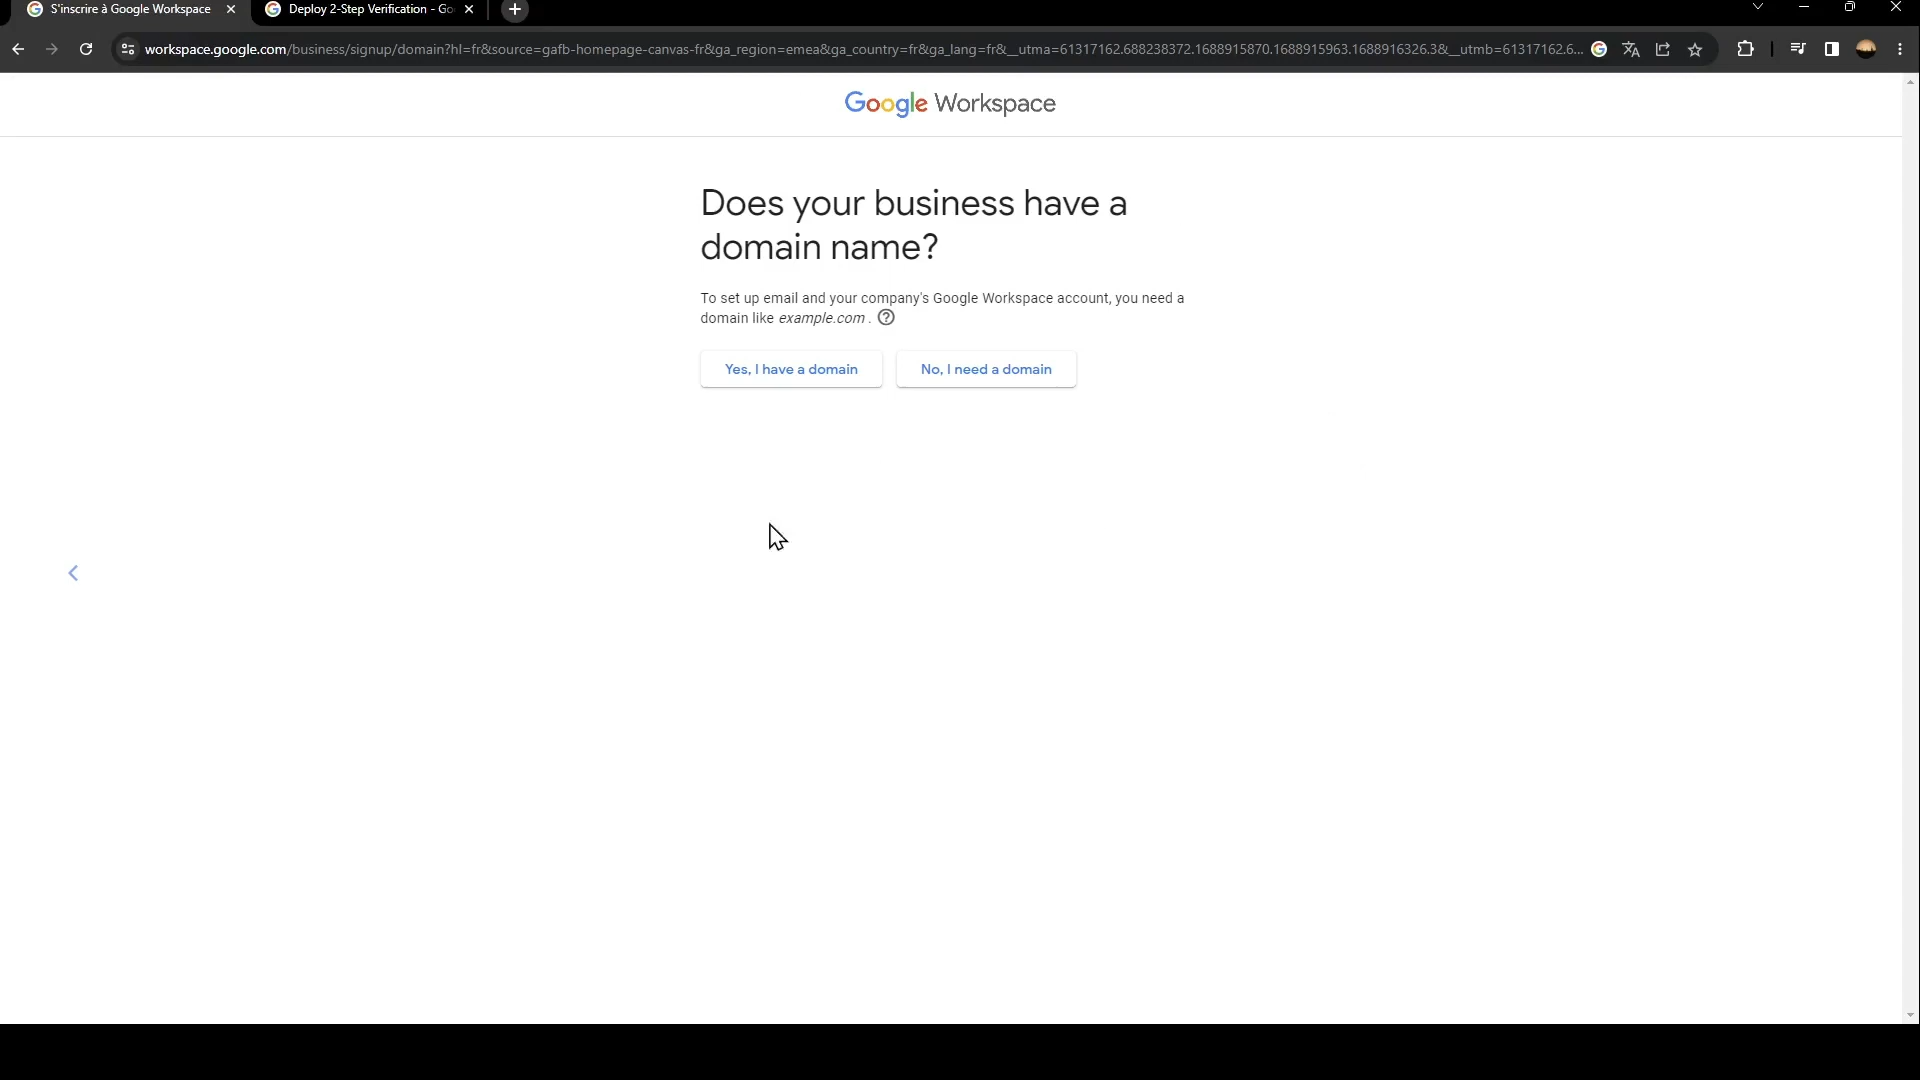 S'inscrire à Google Workspace
Deploy 2-Step Verification - Go
workspace.google.com/business/signup/domain?hl=fr&source=gafb-homepage-canvas-fr&ga_region=emea&ga_country=fr&ga_lang=fr&__utma=61317162.688238372.1688915870.1688915963.1688916326.3&__utmb=61317162.6...
Google Workspace
Does your business have a
domain name?
To set up email and your company's Google Workspace account, you need a
domain like example.com .
Yes, I have a domain
No, I need a domain